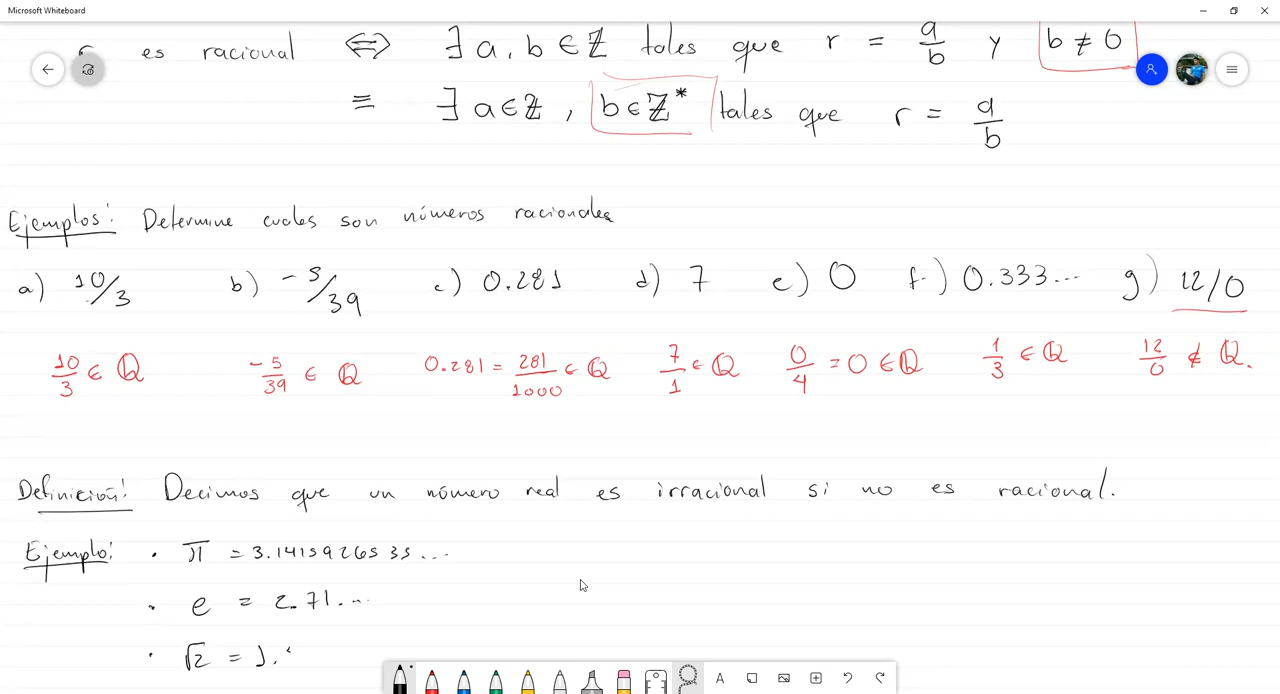 Microsoft Whiteboard
r es racional ⟺ ∃ a, b ∈ ℤ tales que r = a/b y b ≠ 0
≡ ∃ a ∈ ℤ, b ∈ ℤ* tales que r = a/b
Ejemplos: Determine cuales son números racionales
a) 10/3 b) -5/39 c) 0.281 d) 7 e) 0 f) 0.333... g) 12/0
10/3 ∈ ℚ -5/39 ∈ ℚ 0.281 = 281/1000 ∈ ℚ 7/1 ∈ ℚ 0/4 = 0 ∈ ℚ 1/3 ∈ ℚ 12/0 ∉ ℚ.
Definición: Decimos que un número real es irracional si no es racional.
Ejemplo: • π = 3.1415926535...
• e = 2.71...
• √2 = 1.
A